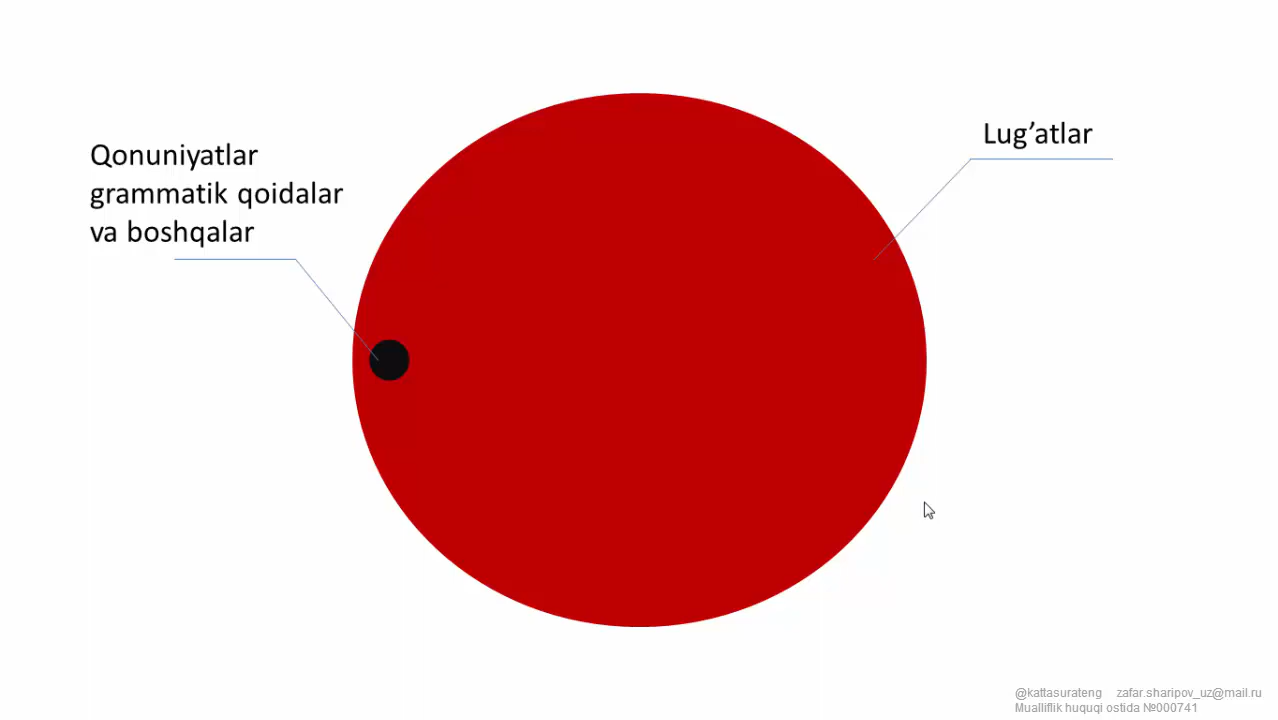 Qonuniyatlar
grammatik qoidalar
va boshqalar
Lug’atlar
@kattasurateng zafar.sharipov_uz@mail.ru
Mualliflik huquqi ostida №000741